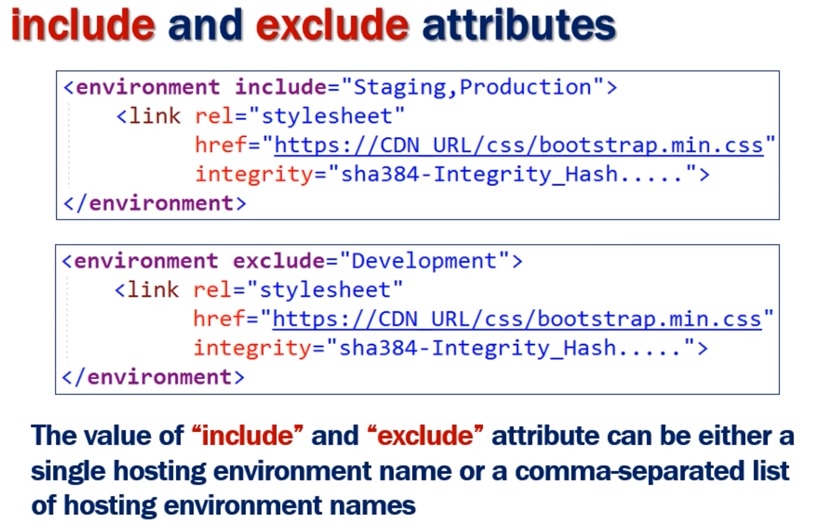 include and exclude attributes
<environment include="Staging,Production">
<link rel="stylesheet"
href="https://CDN_URL/css/bootstrap.min.css"
integrity="sha384-Integrity_Hash.....">
</environment>
<environment exclude="Development">
<link rel="stylesheet"
href="https://CDN_URL/css/bootstrap.min.css"
integrity="sha384-Integrity_Hash.....">
</environment>
The value of “include” and “exclude” attribute can be either a
single hosting environment name or a comma-separated list
of hosting environment names